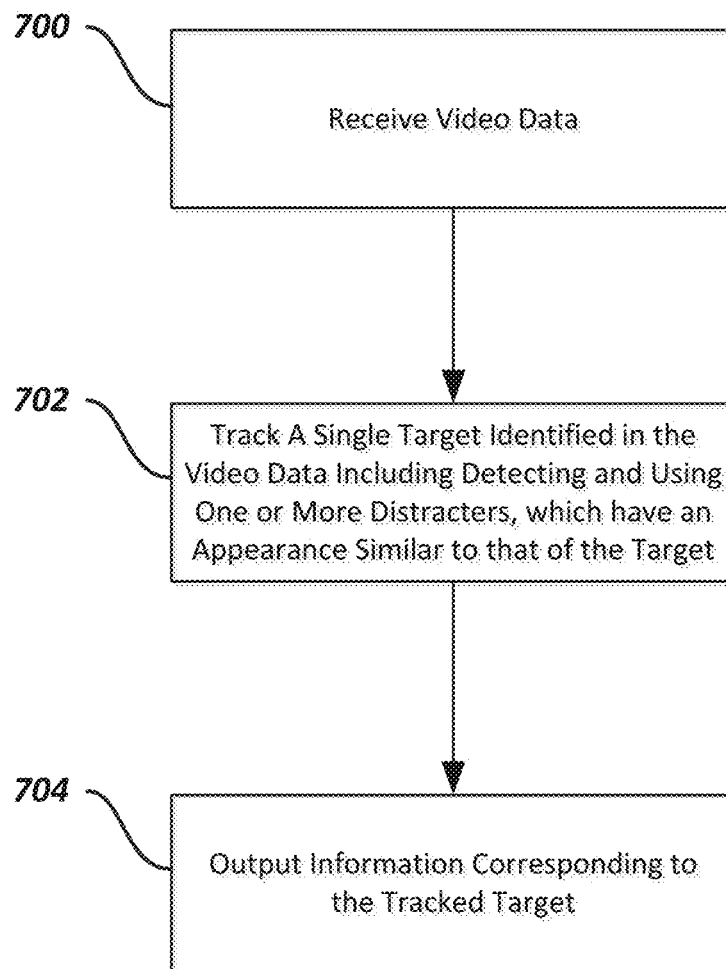 700
Receive Video Data
702
Track A Single Target Identified in the
Video Data Including Detecting and Using
One or More Distracters, which have an
Appearance Similar to that of the Target
704
Output Information Corresponding to
the Tracked Target